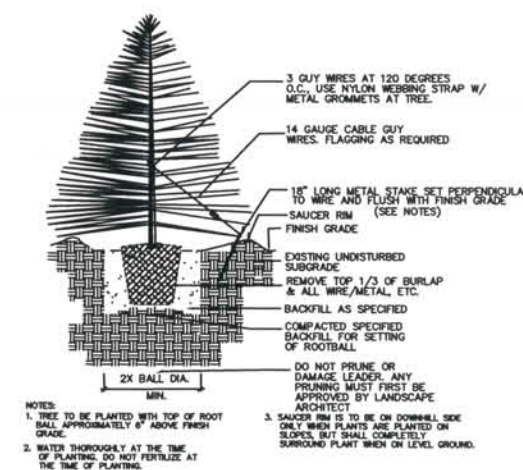 3 GUY WIRES AT 120 DEGREES
O.C., USE NYLON WEBBING STRAP W/
METAL GROMMETS AT TREE.
14 GAUGE CABLE GUY
WIRES. FLAGGING AS REQUIRED
18" LONG METAL STAKE SET PERPENDICULA
TO WIRE AND FLUSH WITH FINISH GRADE
SAUCER RIM (SEE NOTES)
FINISH GRADE
EXISTING UNDISTURBED
SUBGRADE
REMOVE TOP 1/3 OF BURLAP
& ALL WIRE/METAL, ETC.
BACKFILL AS SPECIFIED
COMPACTED SPECIFIED
BACKFILL FOR SETTING
OF ROOTBALL
2X BALL DIA.
MIN.
DO NOT PRUNE OR
DAMAGE LEADER. ANY
PRUNING MUST FIRST BE
APPROVED BY LANDSCAPE
ARCHITECT
NOTES:
1. TREE TO BE PLANTED WITH TOP OF ROOT
BALL APPROXIMATELY 6" ABOVE FINISH
GRADE.
2. WATER THOROUGHLY AT THE TIME
OF PLANTING. DO NOT FERTILIZE AT
THE TIME OF PLANTING.
3. SAUCER RIM IS TO BE ON DOWNHILL SIDE
ONLY WHEN PLANTS ARE PLANTED ON
SLOPES, BUT SHALL COMPLETELY
SURROUND PLANT WHEN ON LEVEL GROUND.